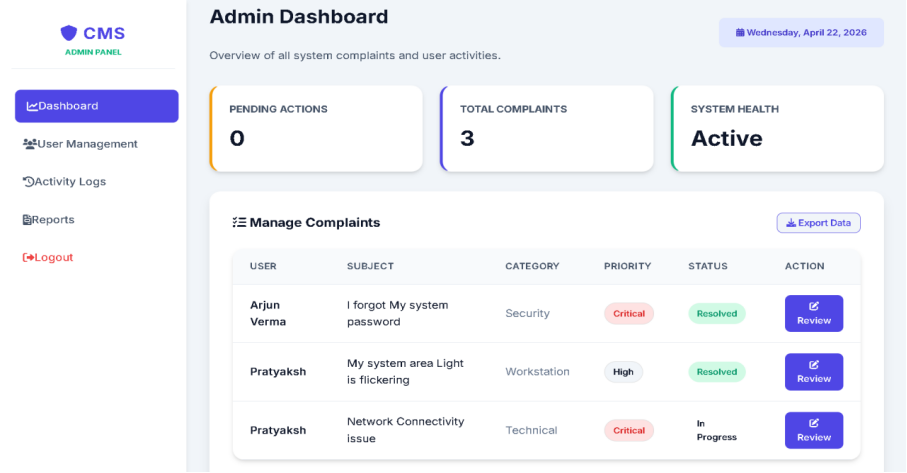 CMS
ADMIN PANEL
Dashboard
User Management
Activity Logs
Reports
Logout
Admin Dashboard
Overview of all system complaints and user activities.
Wednesday, April 22, 2026
PENDING ACTIONS
0
TOTAL COMPLAINTS
3
SYSTEM HEALTH
Active
Manage Complaints
Export Data
USER SUBJECT CATEGORY PRIORITY STATUS ACTION
Arjun Verma I forgot My system password Security Critical Resolved Review
Pratyaksh My system area Light is flickering Workstation High Resolved Review
Pratyaksh Network Connectivity issue Technical Critical In Progress Review